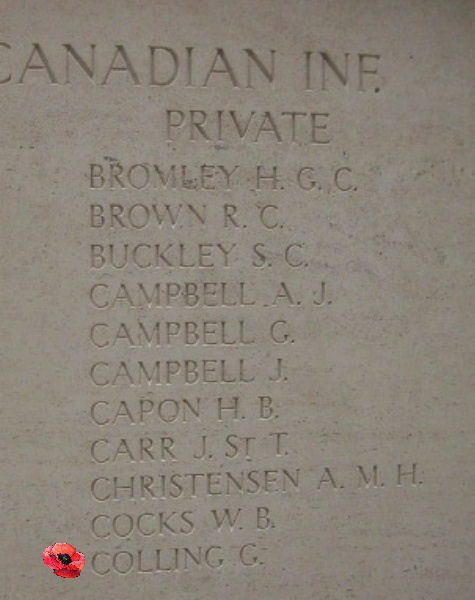 CANADIAN INF.
PRIVATE
BROMLEY H. G. C.
BROWN R. C.
BUCKLEY S. C.
CAMPBELL A. J.
CAMPBELL G.
CAMPBELL J.
CAPON H. B.
CARR J. St T.
CHRISTENSEN A. M. H.
COCKS W. B.
COLLING G.